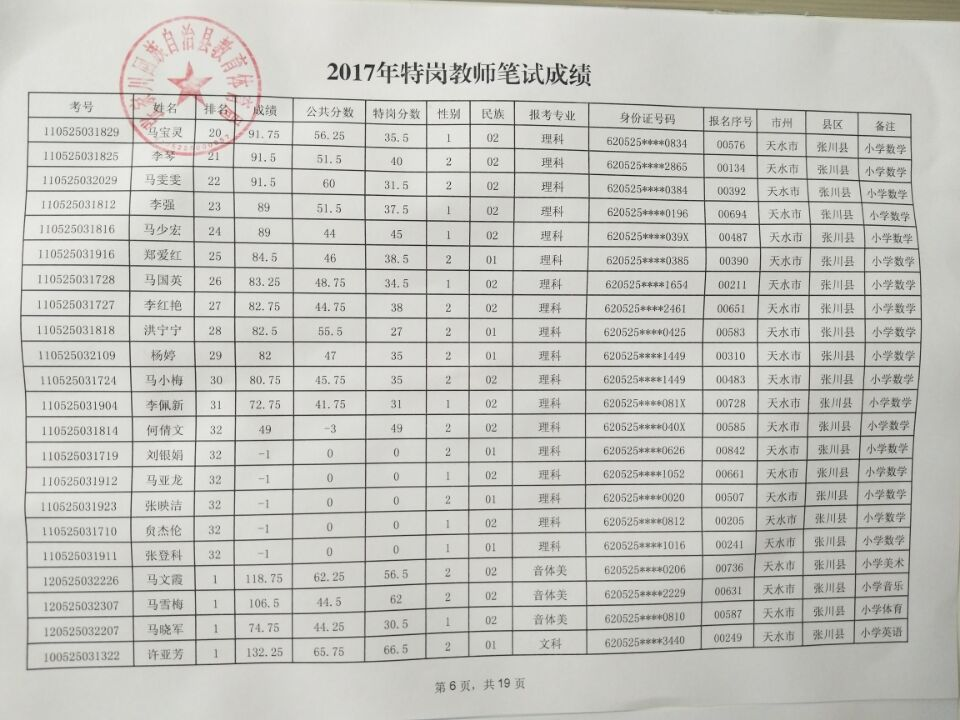 张家川回族自治县教育体育局
2017年特岗教师笔试成绩
考号 姓名 排名 成绩 公共分数 特岗分数 性别 民族 报考专业 身份证号码 报名序号 市州 县区 备注
110525031829 马宝灵 20 91.75 56.25 35.5 1 02 理科 620525****0834 00576 天水市 张川县 小学数学
110525031825 李琴 21 91.5 51.5 40 2 02 理科 620525****2865 00134 天水市 张川县 小学数学
110525032029 马雯雯 22 91.5 60 31.5 2 02 理科 620525****0384 00392 天水市 张川县 小学数学
110525031812 李强 23 89 51.5 37.5 1 02 理科 620525****0196 00694 天水市 张川县 小学数学
110525031816 马少宏 24 89 44 45 1 02 理科 620525****039X 00487 天水市 张川县 小学数学
110525031916 郑爱红 25 84.5 46 38.5 2 01 理科 620525****0385 00390 天水市 张川县 小学数学
110525031728 马国英 26 83.25 48.75 34.5 1 02 理科 620525****1654 00211 天水市 张川县 小学数学
110525031727 李红艳 27 82.75 44.75 38 2 02 理科 620525****2461 00651 天水市 张川县 小学数学
110525031818 洪宁宁 28 82.5 55.5 27 2 01 理科 620525****0425 00583 天水市 张川县 小学数学
110525032109 杨婷 29 82 47 35 2 01 理科 620525****1449 00310 天水市 张川县 小学数学
110525031724 马小梅 30 80.75 45.75 35 2 02 理科 620525****1449 00483 天水市 张川县 小学数学
110525031904 李佩新 31 72.75 41.75 31 1 02 理科 620525****081X 00728 天水市 张川县 小学数学
110525031814 何倩文 32 49 -3 49 2 02 理科 620525****040X 00585 天水市 张川县 小学数学
110525031719 刘银娟 32 -1 0 0 2 01 理科 620525****0626 00842 天水市 张川县 小学数学
110525031912 马亚龙 32 -1 0 0 1 02 理科 620525****1052 00661 天水市 张川县 小学数学
110525031923 张映洁 32 -1 0 0 2 01 理科 620525****0020 00507 天水市 张川县 小学数学
110525031710 贠杰伦 32 -1 0 0 1 02 理科 620525****0812 00205 天水市 张川县 小学数学
110525031911 张登科 32 -1 0 0 1 01 理科 620525****1016 00241 天水市 张川县 小学数学
120525032226 马文霞 1 118.75 62.25 56.5 2 02 音体美 620525****0206 00736 天水市 张川县 小学美术
120525032307 马雪梅 1 106.5 44.5 62 2 02 音体美 620525****2229 00631 天水市 张川县 小学音乐
120525032207 马晓军 1 74.75 44.25 30.5 1 02 音体美 620525****0810 00587 天水市 张川县 小学体育
100525031322 许亚芳 1 132.25 65.75 66.5 2 01 文科 620525****3440 00249 天水市 张川县 小学英语
第 6 页，共 19 页